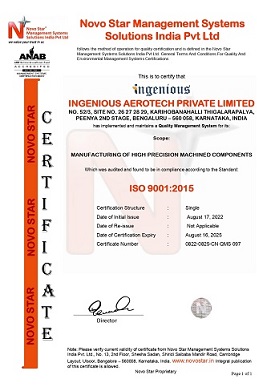 Novo Star Management Systems
Solutions India Pvt Ltd
Novo Star
Management Systems
Solutions India Pvt Ltd
ANAB
follows the method of operation for quality certification and is defined in the Novo Star
Management Systems Solutions India Pvt Ltd. General Terms And Conditions For Quality And
Environmental Management Systems Certifications
This is to certify that
ingenious
INGENIOUS AEROTECH PRIVATE LIMITED
NO. 52/3, SITE NO. 26 27 28 29, KARIHOBANAHALLI THIGALARAPALYA,
PEENYA 2ND STAGE, BENGALURU – 560 058, KARNATAKA, INDIA
has implemented and maintains a Quality Management System for its:
Scope:
MANUFACTURING OF HIGH PRECISION MACHINED COMPONENTS
Which was audited and found to be in compliance according to the Standard:
ISO 9001:2015
Certification Structure : Single
Date of Initial Issue : August 17, 2022
Date of Re-issue : Not Applicable
Date of Certification Expiry : August 16, 2025
Certificate Number : 0822-0829-CN QMS 097
Director
Note: Please verify current validity of certificate from Novo Star Management Systems Solutions
India Pvt. Ltd., No. 13, 2nd Floor, Sneha Sadan, Shirdi Saibaba Mandir Road, Cambridge
Layout, Ulsoor, Bangalore – 560008, Karnataka, India. www.novostar.in Integral publication
of this certificate is allowed.
Novo Star Proprietary
Page 1 of 1
CERTIFICATE
NOVO STAR
NOVO STAR
NOVO STAR